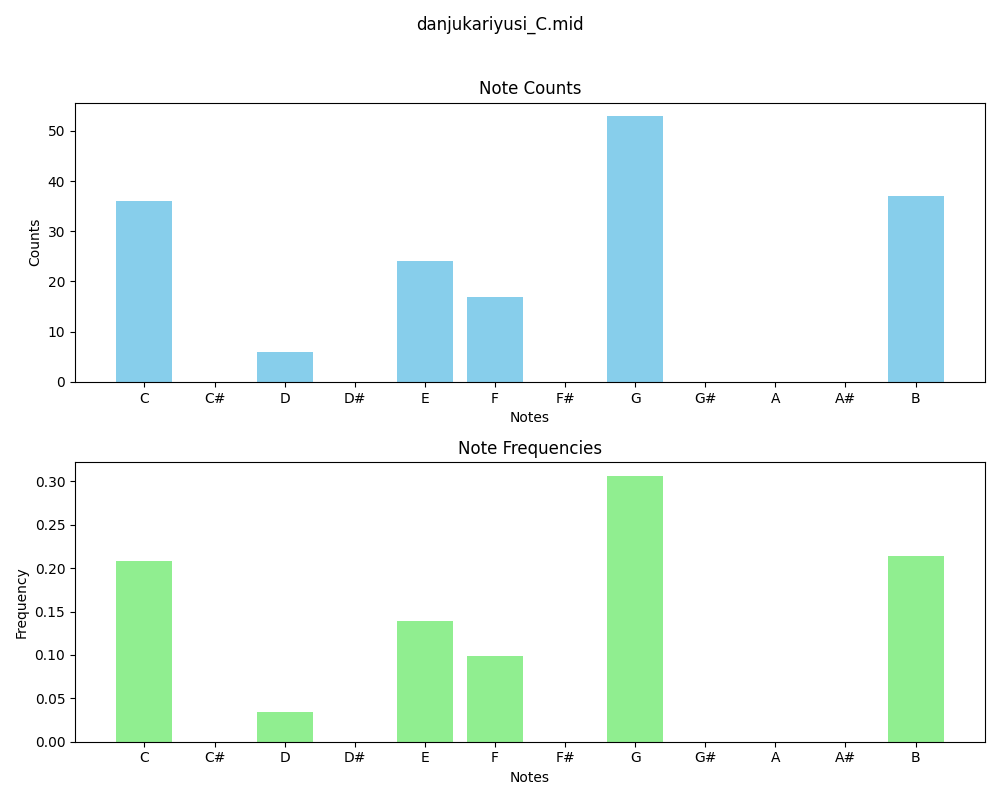 danjukariyusi_C.mid
Note Counts
Counts
50
40
30
20
10
0
C C# D D# E F F# G G# A A# B
Notes
Note Frequencies
Frequency
0.30
0.25
0.20
0.15
0.10
0.05
0.00
C C# D D# E F F# G G# A A# B
Notes